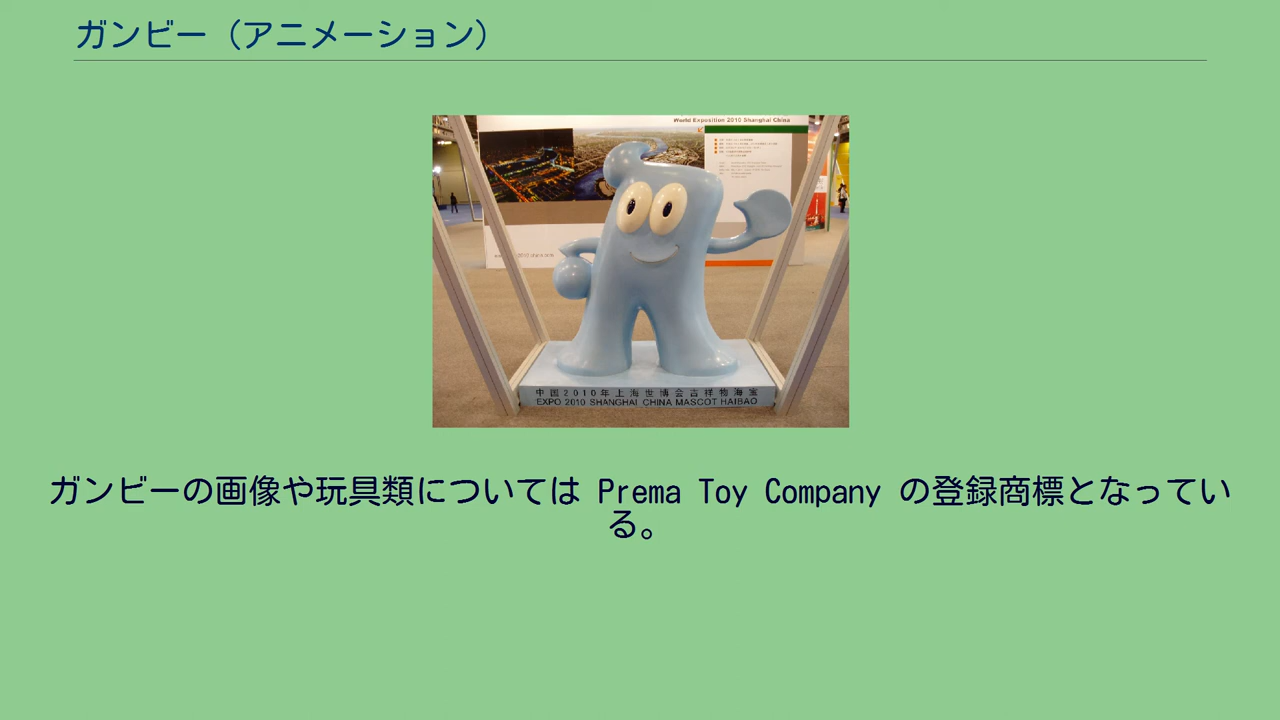 ガンビー（アニメーション）
World Exposition 2010 Shanghai China
中国2010年上海世博会吉祥物海宝
EXPO 2010 SHANGHAI CHINA MASCOT HAIBAO
ガンビーの画像や玩具類については Prema Toy Company の登録商標となってい
る。